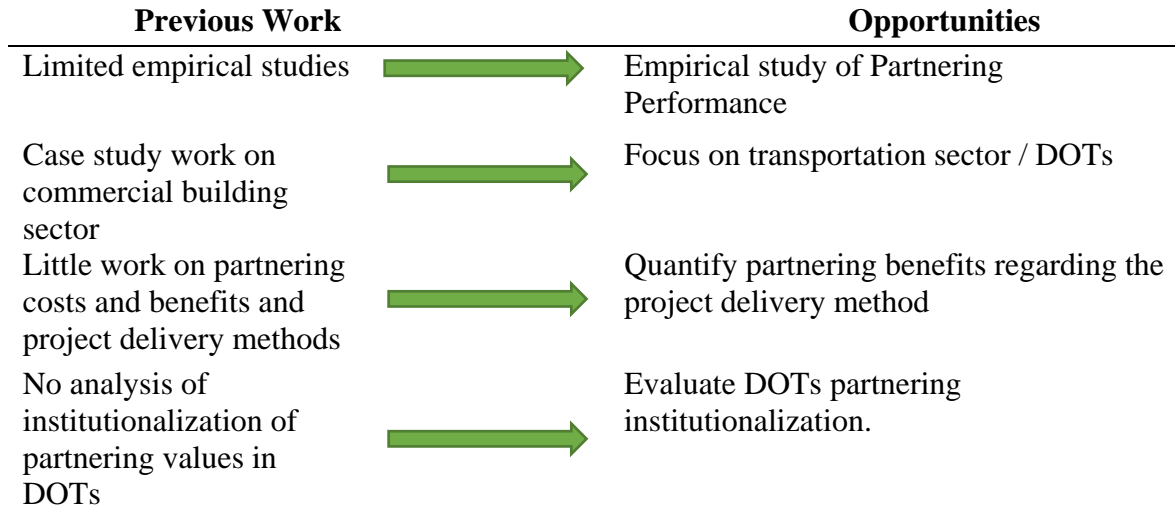 Previous Work
Opportunities
Limited empirical studies
Empirical study of Partnering
Performance
Case study work on
commercial building
sector
Focus on transportation sector / DOTs
Little work on partnering
costs and benefits and
project delivery methods
Quantify partnering benefits regarding the
project delivery method
No analysis of
institutionalization of
partnering values in
DOTs
Evaluate DOTs partnering
institutionalization.